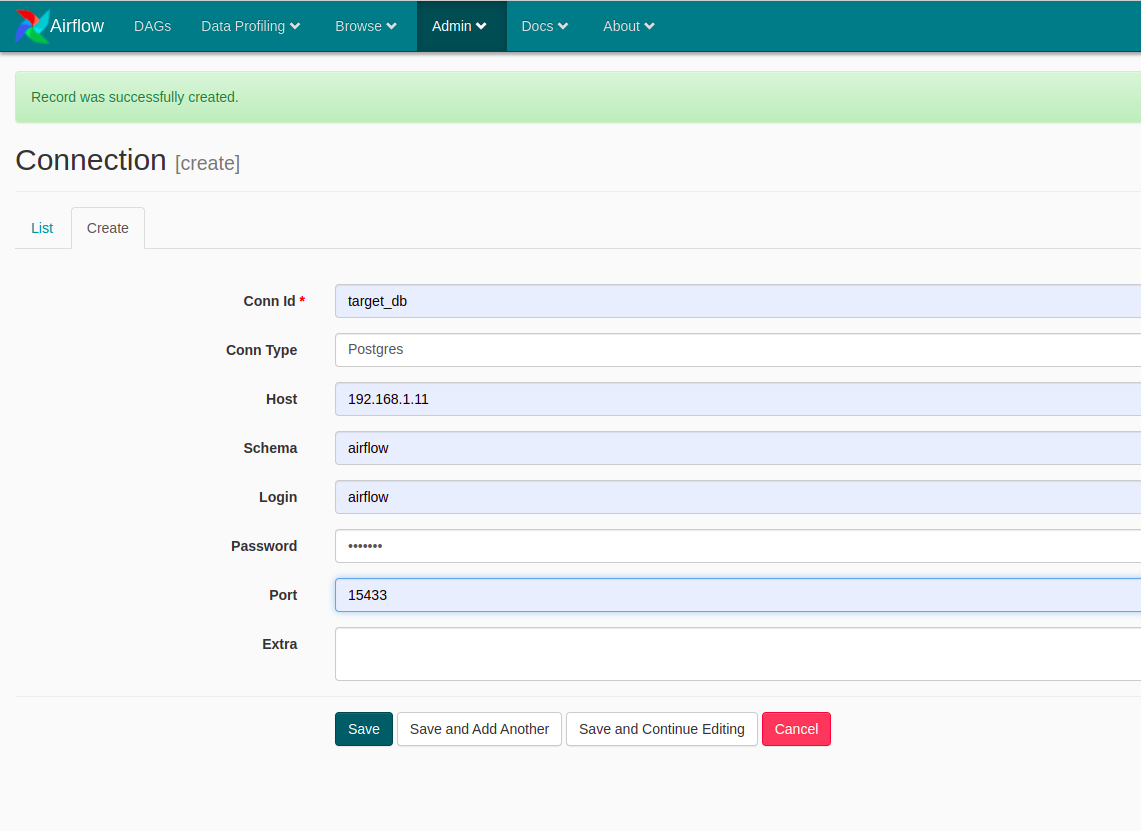 Airflow DAGs Data Profiling Browse Admin Docs About
Record was successfully created.
Connection [create]
List Create
Conn Id * target_db
Conn Type Postgres
Host 192.168.1.11
Schema airflow
Login airflow
Password •••••••
Port 15433
Extra
Save Save and Add Another Save and Continue Editing Cancel